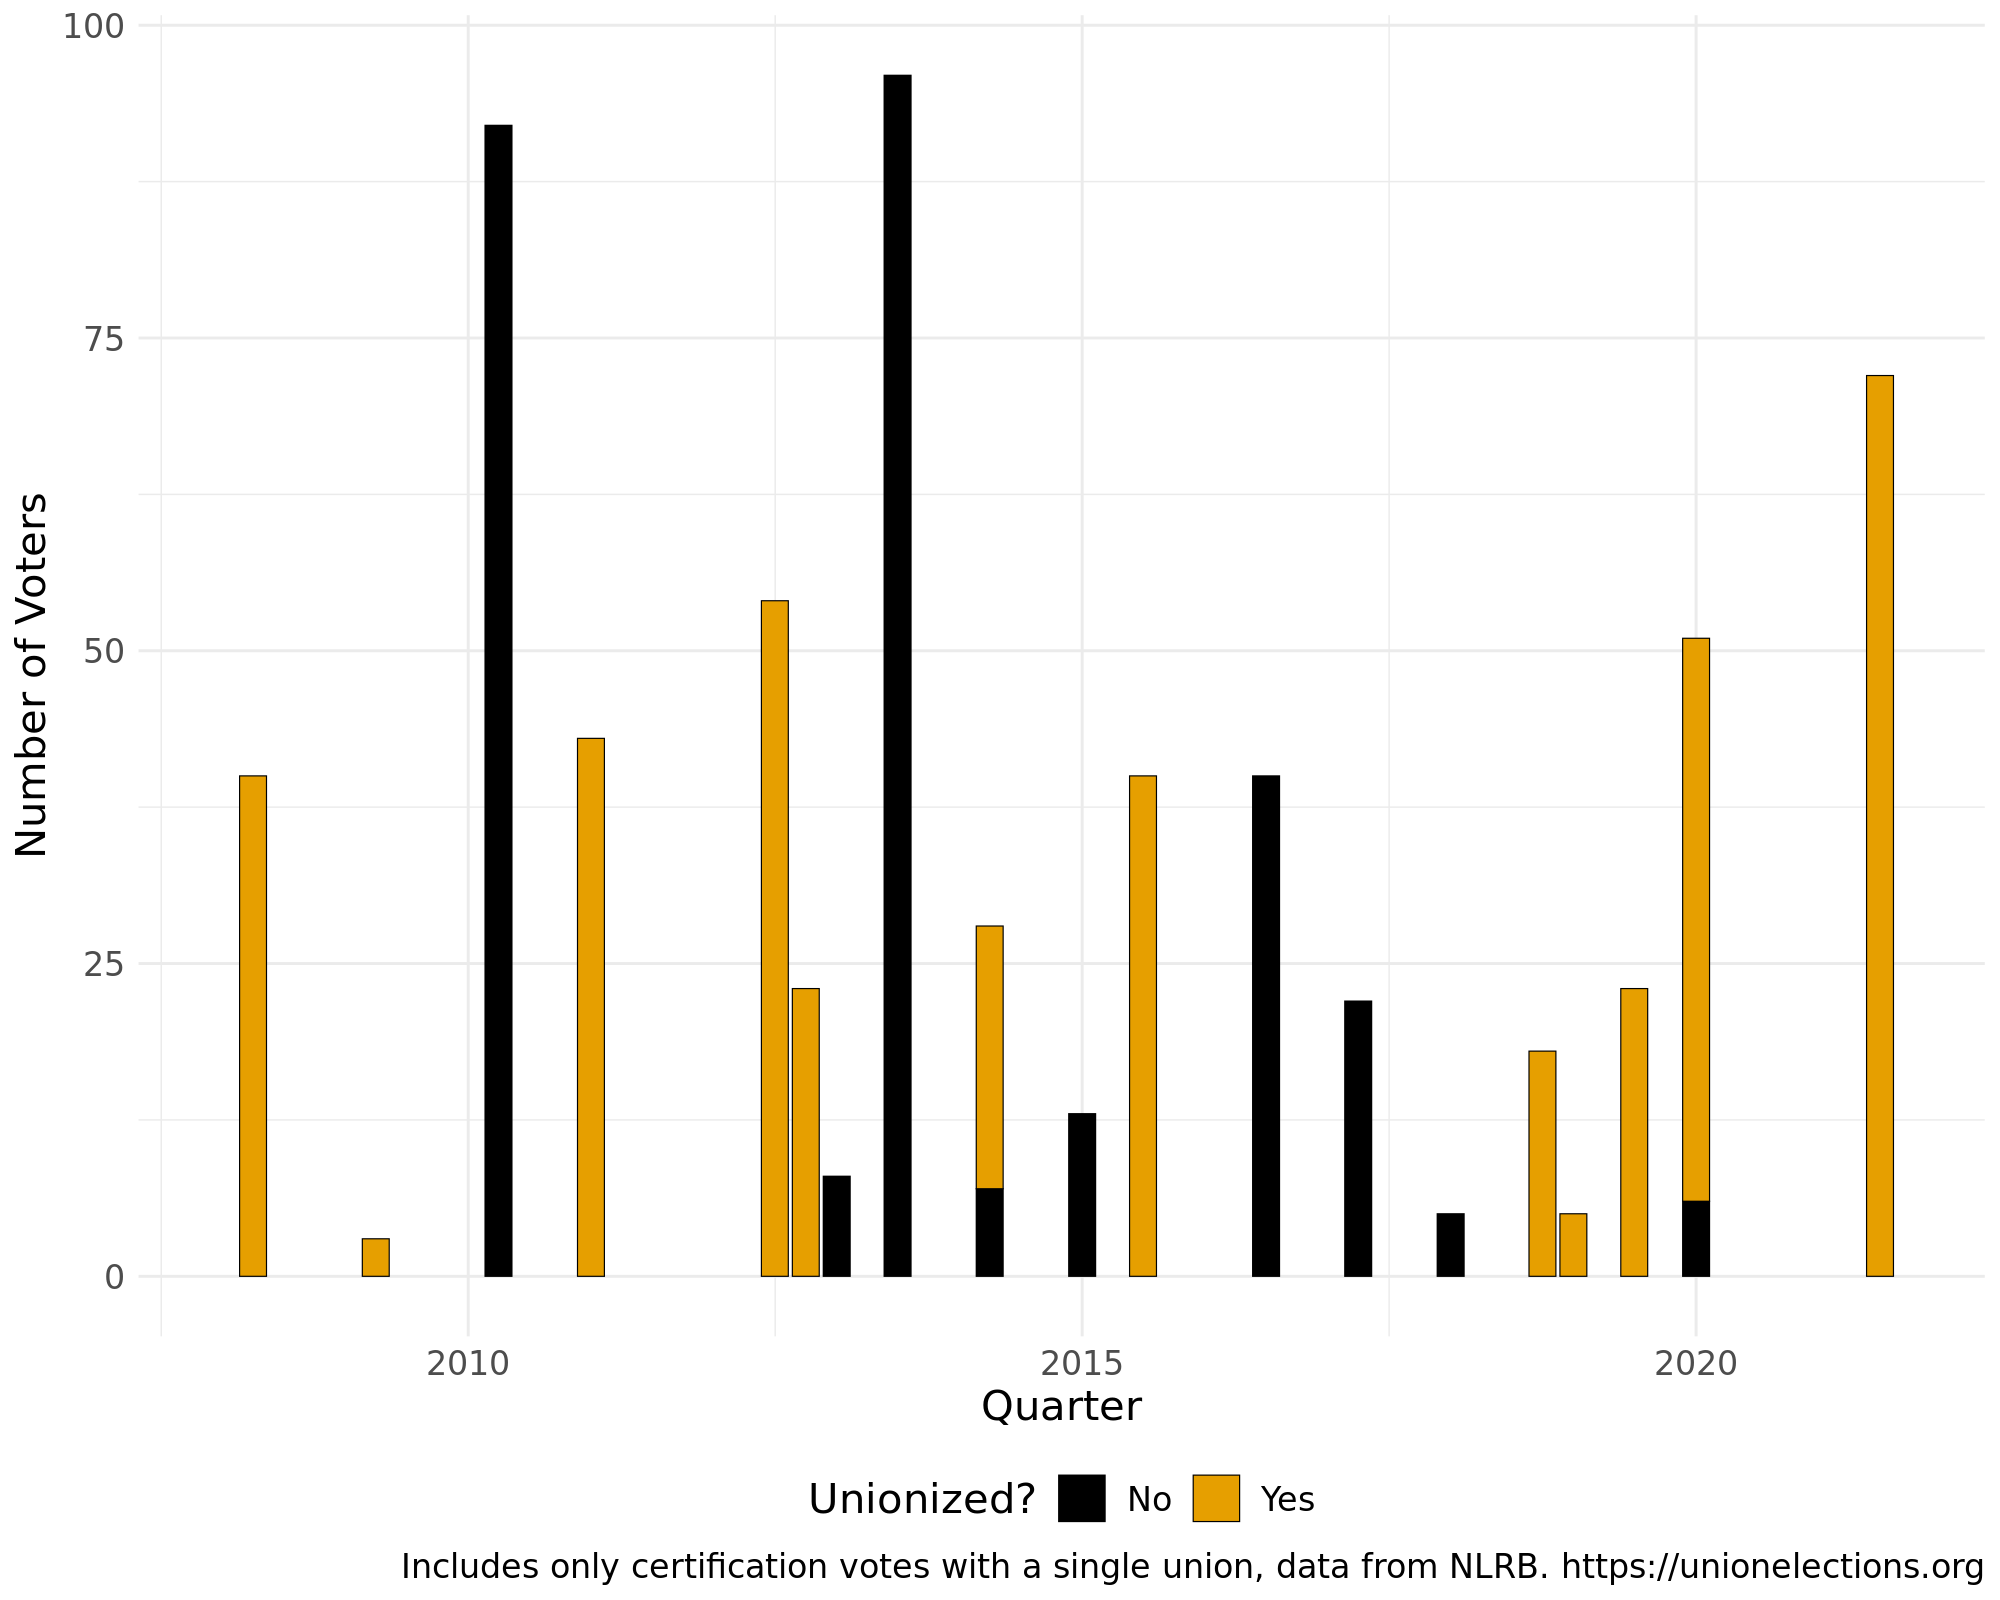 100
75
50
25
0
Number of Voters
2010 2015 2020
Quarter
Unionized? No Yes
Includes only certification votes with a single union, data from NLRB. https://unionelections.org